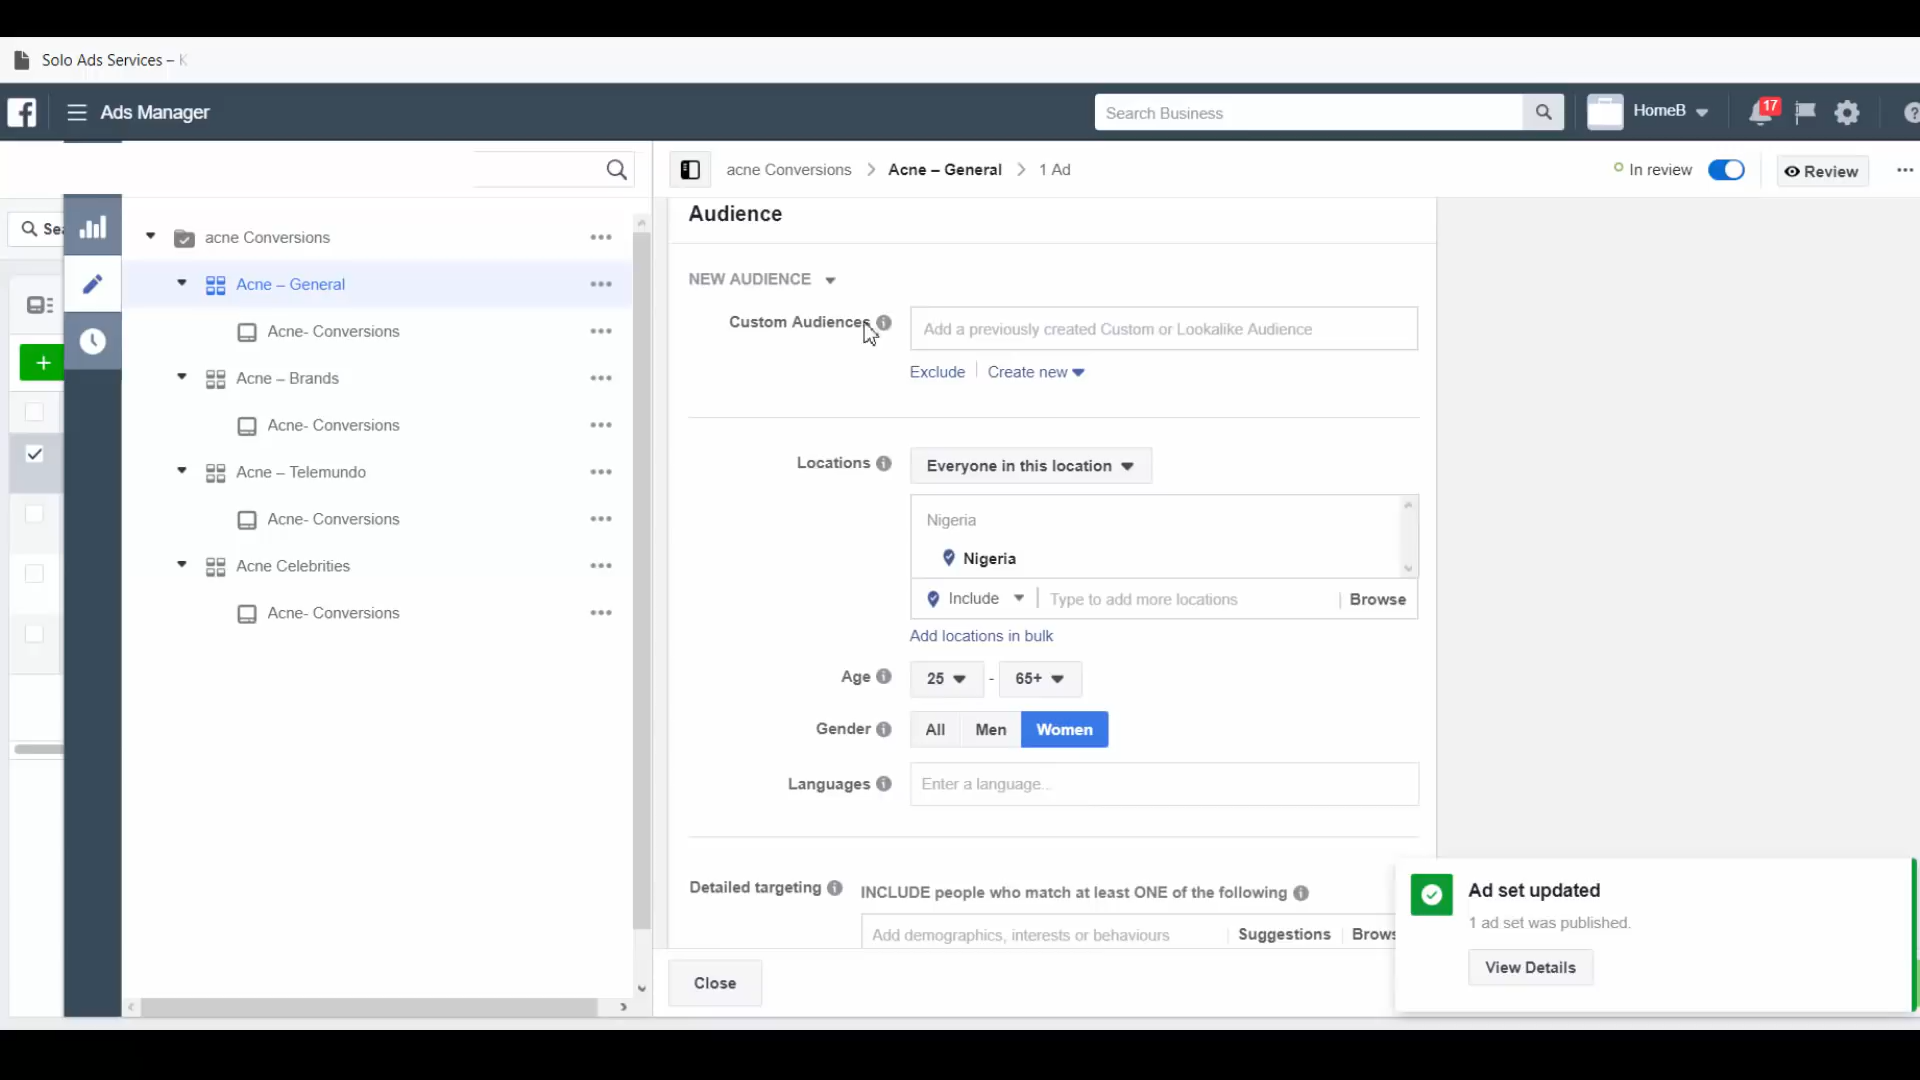 Solo Ads Services – K
Ads Manager
Search Business
HomeB
17
acne Conversions
Acne – General
1 Ad
In review
Review
Sea
acne Conversions
Acne – General
Acne- Conversions
Acne – Brands
Acne- Conversions
Acne – Telemundo
Acne- Conversions
Acne Celebrities
Acne- Conversions
Audience
NEW AUDIENCE
Custom Audiences
Add a previously created Custom or Lookalike Audience
Exclude
Create new
Locations
Everyone in this location
Nigeria
Nigeria
Include
Type to add more locations
Browse
Add locations in bulk
Age
25 - 65+
Gender
All Men Women
Languages
Enter a language...
Detailed targeting
INCLUDE people who match at least ONE of the following
Add demographics, interests or behaviours
Suggestions
Brows
Close
Ad set updated
1 ad set was published.
View Details